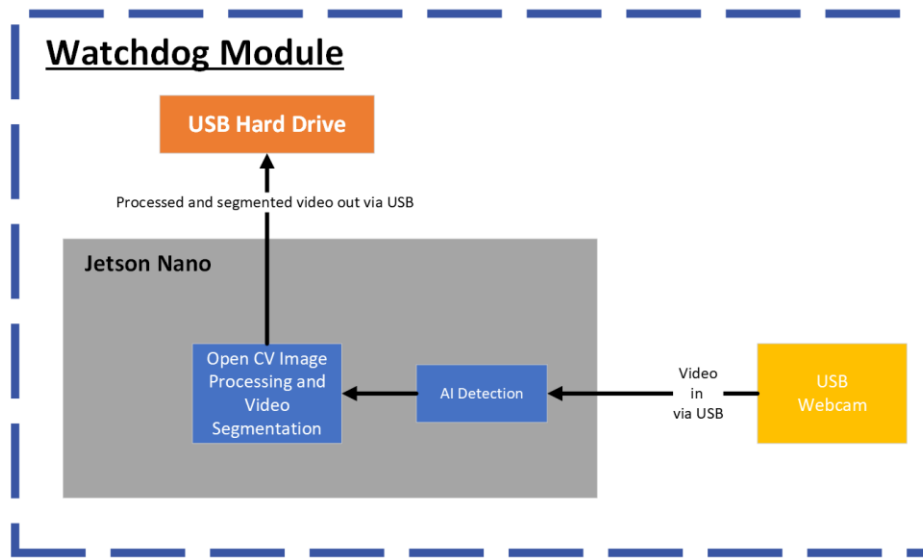 Watchdog Module
USB Hard Drive
Processed and segmented video out via USB
Jetson Nano
Open CV Image
Processing and
Video
Segmentation
AI Detection
Video
in
via USB
USB
Webcam